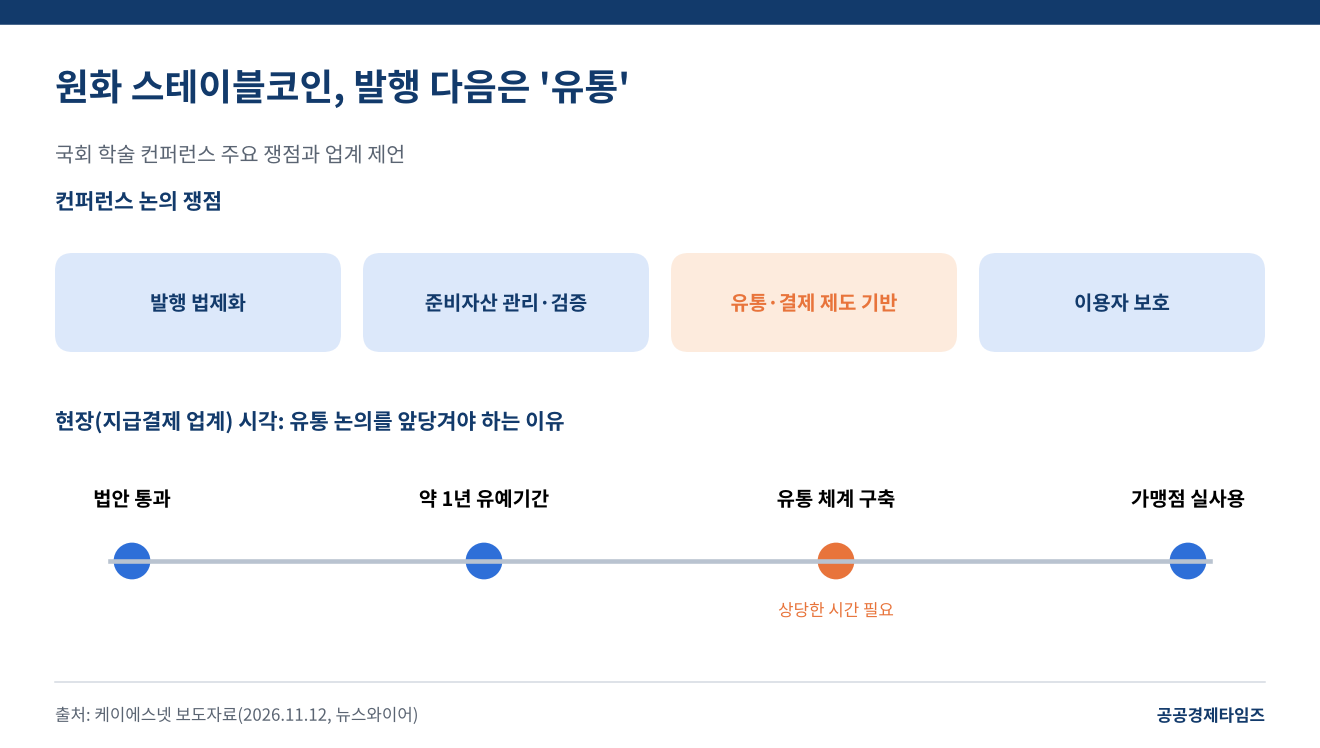 원화 스테이블코인, 발행 다음은 '유통'
국회 학술 컨퍼런스 주요 쟁점과 업계 제언
컨퍼런스 논의 쟁점
발행 법제화
준비자산 관리·검증
유통·결제 제도 기반
이용자 보호
현장(지급결제 업계) 시각: 유통 논의를 앞당겨야 하는 이유
법안 통과
약 1년 유예기간
유통 체계 구축
가맹점 실사용
상당한 시간 필요
출처: 케이에스넷 보도자료(2026.11.12, 뉴스와이어)
공공경제타임즈